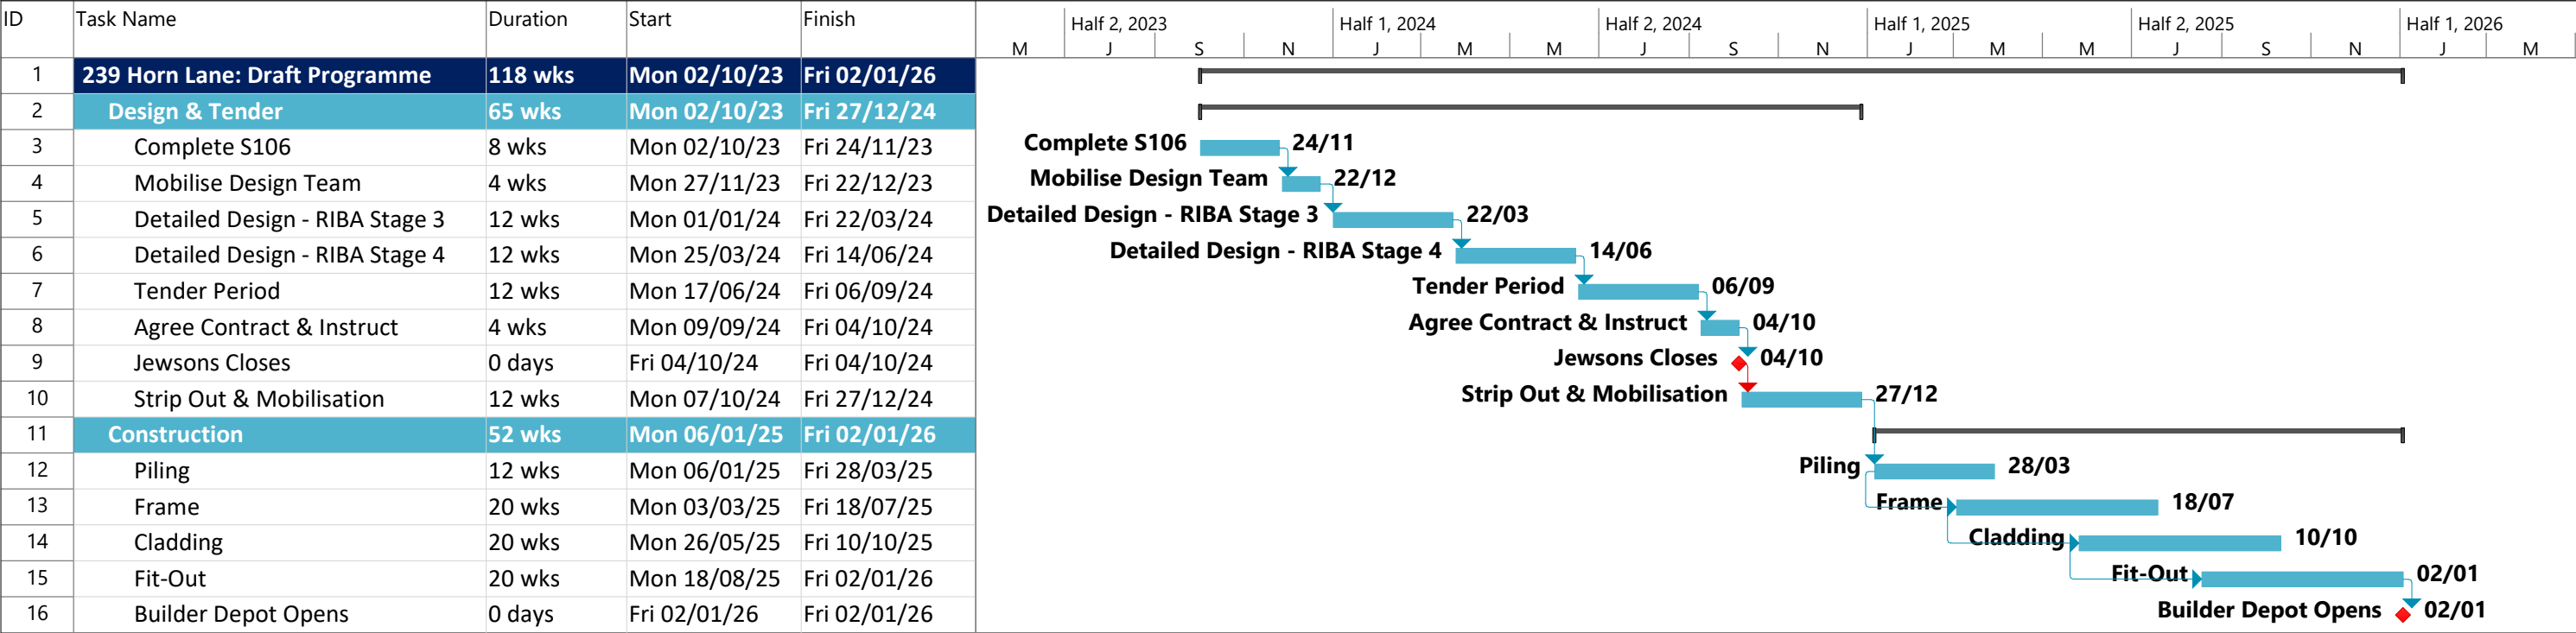 ID Task Name Duration Start Finish
Half 2, 2023 Half 1, 2024 Half 2, 2024 Half 1, 2025 Half 2, 2025 Half 1, 2026
M J S N J M M J S N J M M J S N J M
1 239 Horn Lane: Draft Programme 118 wks Mon 02/10/23 Fri 02/01/26
2 Design & Tender 65 wks Mon 02/10/23 Fri 27/12/24
3 Complete S106 8 wks Mon 02/10/23 Fri 24/11/23 Complete S106 24/11
4 Mobilise Design Team 4 wks Mon 27/11/23 Fri 22/12/23 Mobilise Design Team 22/12
5 Detailed Design - RIBA Stage 3 12 wks Mon 01/01/24 Fri 22/03/24 Detailed Design - RIBA Stage 3 22/03
6 Detailed Design - RIBA Stage 4 12 wks Mon 25/03/24 Fri 14/06/24 Detailed Design - RIBA Stage 4 14/06
7 Tender Period 12 wks Mon 17/06/24 Fri 06/09/24 Tender Period 06/09
8 Agree Contract & Instruct 4 wks Mon 09/09/24 Fri 04/10/24 Agree Contract & Instruct 04/10
9 Jewsons Closes 0 days Fri 04/10/24 Fri 04/10/24 Jewsons Closes 04/10
10 Strip Out & Mobilisation 12 wks Mon 07/10/24 Fri 27/12/24 Strip Out & Mobilisation 27/12
11 Construction 52 wks Mon 06/01/25 Fri 02/01/26
12 Piling 12 wks Mon 06/01/25 Fri 28/03/25 Piling 28/03
13 Frame 20 wks Mon 03/03/25 Fri 18/07/25 Frame 18/07
14 Cladding 20 wks Mon 26/05/25 Fri 10/10/25 Cladding 10/10
15 Fit-Out 20 wks Mon 18/08/25 Fri 02/01/26 Fit-Out 02/01
16 Builder Depot Opens 0 days Fri 02/01/26 Fri 02/01/26 Builder Depot Opens 02/01